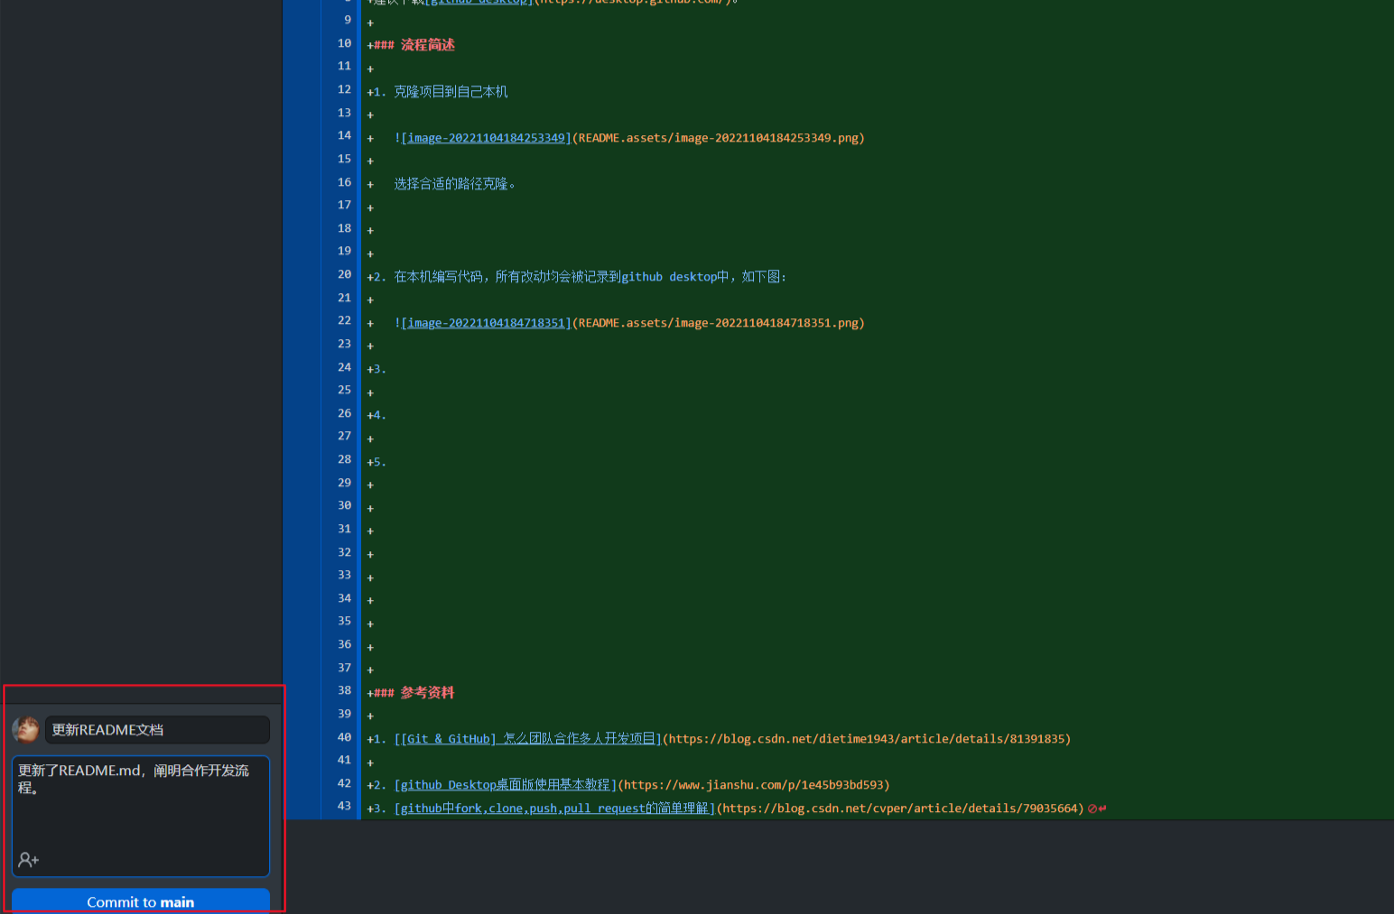 8 +建议下载[github desktop](https://desktop.github.com/)。
9 +
10 +### 流程简述
11 +
12 +1. 克隆项目到自己本机
13 +
14 + ![image-20221104184253349](README.assets/image-20221104184253349.png)
15 +
16 + 选择合适的路径克隆。
17 +
18 +
19 +
20 +2. 在本机编写代码，所有改动均会被记录到github desktop中，如下图：
21 +
22 + ![image-20221104184718351](README.assets/image-20221104184718351.png)
23 +
24 +3.
25 +
26 +4.
27 +
28 +5.
29 +
30 +
31 +
32 +
33 +
34 +
35 +
36 +
37 +
38 +### 参考资料
39 +
40 +1. [[Git & GitHub] 怎么团队合作多人开发项目](https://blog.csdn.net/dietime1943/article/details/81391835)
41 +
42 +2. [github Desktop桌面版使用基本教程](https://www.jianshu.com/p/1e45b93bd593)
43 +3. [github中fork,clone,push,pull request的简单理解](https://blog.csdn.net/cvper/article/details/79035664)
更新README文档
更新了README.md，阐明合作开发流
程。
Commit to main